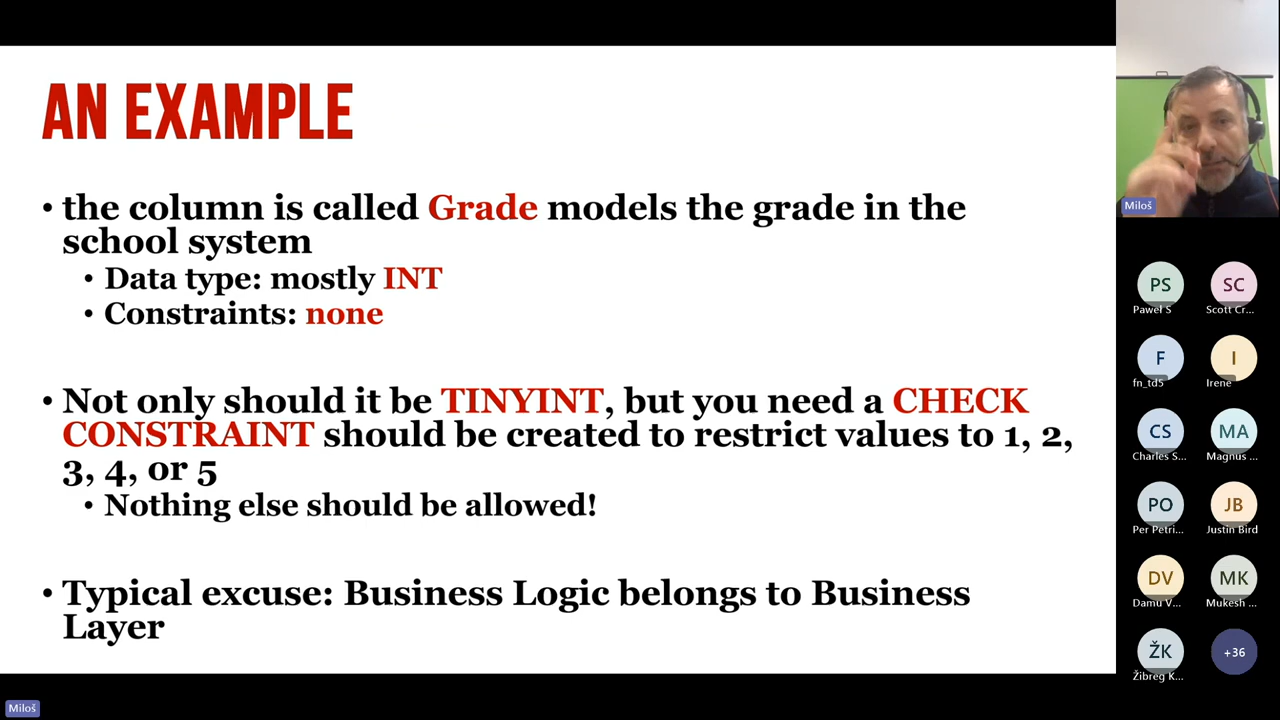 AN EXAMPLE
• the column is called Grade models the grade in the
school system
• Data type: mostly INT
• Constraints: none
• Not only should it be TINYINT, but you need a CHECK
CONSTRAINT should be created to restrict values to 1, 2,
3, 4, or 5
• Nothing else should be allowed!
• Typical excuse: Business Logic belongs to Business
Layer
Miloš
PS SC
Paweł S Scott Cr...
F I
fn_td5 Irene
CS MA
Charles S... Magnus ...
PO JB
Per Petri... Justin Bird
DV MK
Damu V... Mukesh ...
ŽK +36
Žibreg K...
Miloš